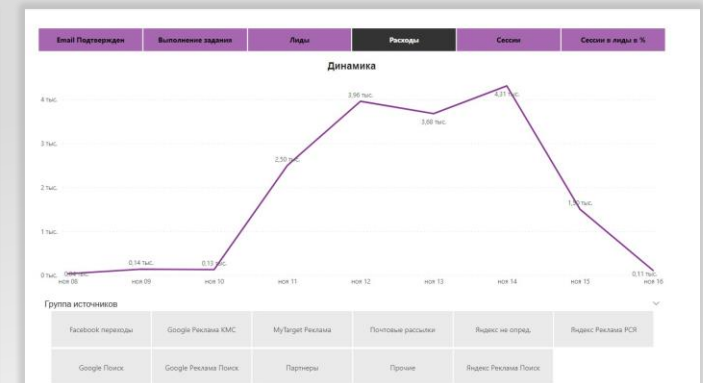 Email Подтвержден Выполнение задания Лиды Расходы Сессии Сессии в лиды в %
Динамика
4 тыс.
3 тыс.
2 тыс.
1 тыс.
0 тыс.
0,14 тыс.
0,13 тыс.
2,50 тыс.
3,96 тыс.
3,68 тыс.
4,31 тыс.
0,11 тыс.
ноя 08 ноя 09 ноя 10 ноя 11 ноя 12 ноя 13 ноя 14 ноя 15 ноя 16
Группа источников
Facebook переходы Google Реклама КМС MyTarget Реклама Почтовые рассылки Яндекс не опред. Яндекс Реклама РСЯ
Google Поиск Google Реклама Поиск Партнеры Прочие Яндекс Реклама Поиск